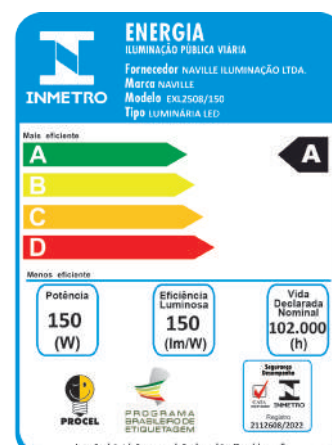 ENERGIA
ILUMINAÇÃO PÚBLICA VIÁRIA
Fornecedor NAVILLE ILUMINAÇÃO LTDA.
Marca NAVILLE
Modelo EXL2508/150
Tipo LUMINÁRIA LED
INMETRO
Mais eficiente
A
A
B
C
D
Menos eficiente
Potência
150
(W)
Eficiência
Luminosa
150
(lm/W)
Vida
Declarada
Nominal
102.000
(h)
PROCEL
PROGRAMA
BRASILEIRO DE
ETIQUETAGEM
Segurança
Desempenho
INMETRO
Registro
2112608/2022